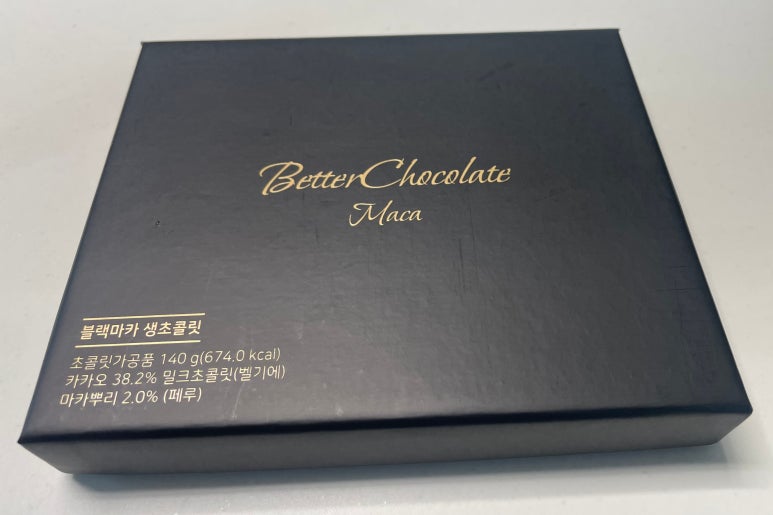 BetterChocolate
Maca
블랙마카 생초콜릿
초콜릿가공품 140 g(674.0 kcal)
카카오 38.2% 밀크초콜릿(벨기에)
마카뿌리 2.0% (페루)